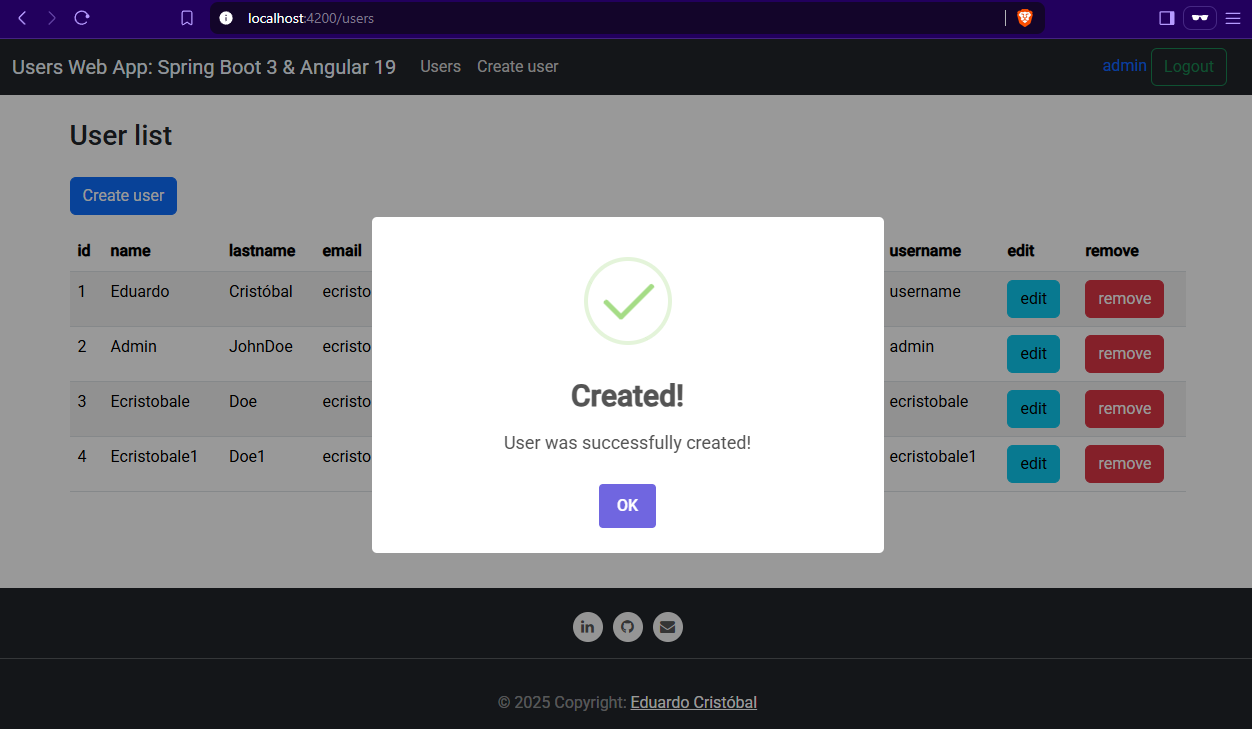 localhost:4200/users
Users Web App: Spring Boot 3 & Angular 19 Users Create user admin Logout
User list
Create user
id name lastname email username edit remove
1 Eduardo Cristóbal ecristo username edit remove
2 Admin JohnDoe ecristo admin edit remove
3 Ecristobale Doe ecristo ecristobale edit remove
4 Ecristobale1 Doe1 ecristo ecristobale1 edit remove
Created!
User was successfully created!
OK
in
© 2025 Copyright: Eduardo Cristóbal